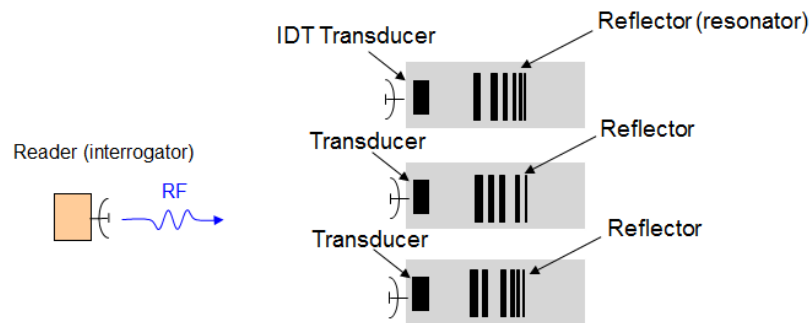 Reflector (resonator)
IDT Transducer
Transducer
Reflector
Reader (interrogator)
RF
Transducer
Reflector